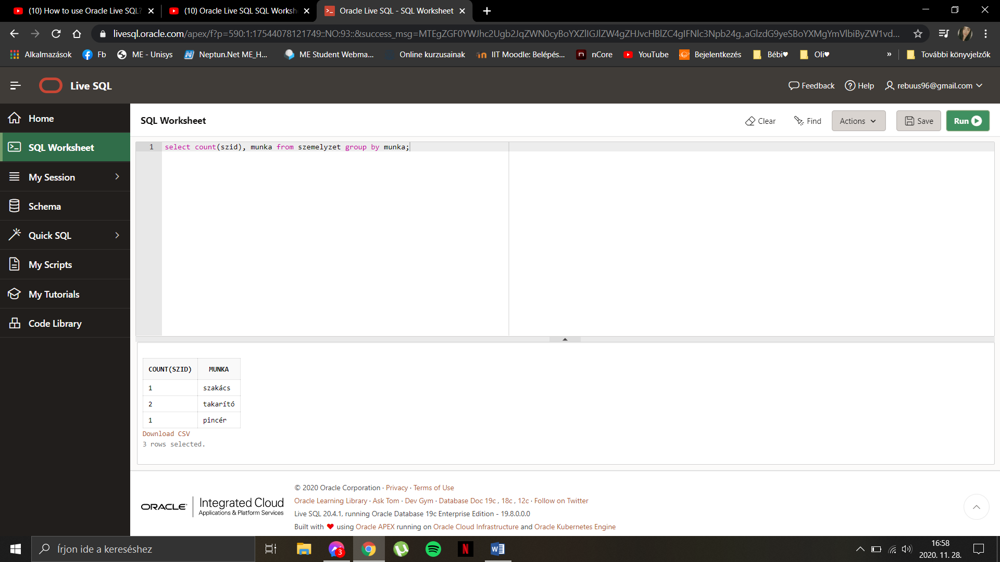 (10) How to use Oracle Live SQL?
(10) Oracle Live SQL SQL Worksh
Oracle Live SQL - SQL Worksheet
livesql.oracle.com/apex/f?p=590:1:17544078121749::NO:93::&success_msg=MTEgZGF0YWJhc2Ugb2JqZWN0cyBoYXZlIGJlZW4gZHJvcHBlZC4gIFNlc3Npb24g.,aGlzdG9yeSBoYXMgYmVlbiByZW1vd...
Alkalmazások Fb ME - Unisys Neptun.Net ME_H... ME Student Webma... Online kurzusainak IIT Moodle: Belépés... nCore YouTube Bejelentkezés Bébi♥ Oli♥ » További könyvjelzők
Live SQL
Feedback ? Help rebuus96@gmail.com
Home
SQL Worksheet
My Session
Schema
Quick SQL
My Scripts
My Tutorials
Code Library
SQL Worksheet
Clear Find Actions Save Run
1 select count(szid), munka from szemelyzet group by munka;
COUNT(SZID) MUNKA
1 szakács
2 takarító
1 pincér
Download CSV
3 rows selected.
ORACLE Integrated Cloud
Applications & Platform Services
© 2020 Oracle Corporation · Privacy · Terms of Use
Oracle Learning Library · Ask Tom · Dev Gym · Database Doc 19c , 18c , 12c · Follow on Twitter
Live SQL 20.4.1, running Oracle Database 19c Enterprise Edition - 19.8.0.0.0
Built with ❤ using Oracle APEX running on Oracle Cloud Infrastructure and Oracle Kubernetes Engine
Írjon ide a kereséshez
3
N
W
16:58
2020. 11. 28.